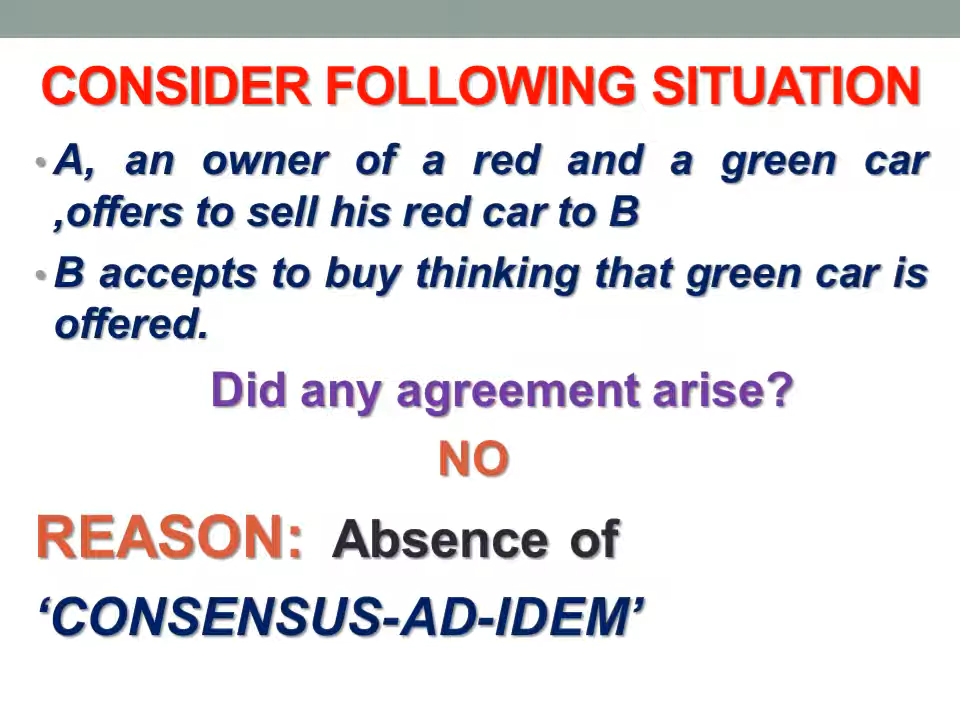 CONSIDER FOLLOWING SITUATION
• A, an owner of a red and a green car
,offers to sell his red car to B
• B accepts to buy thinking that green car is
offered.
Did any agreement arise?
NO
REASON: Absence of
‘CONSENSUS-AD-IDEM’